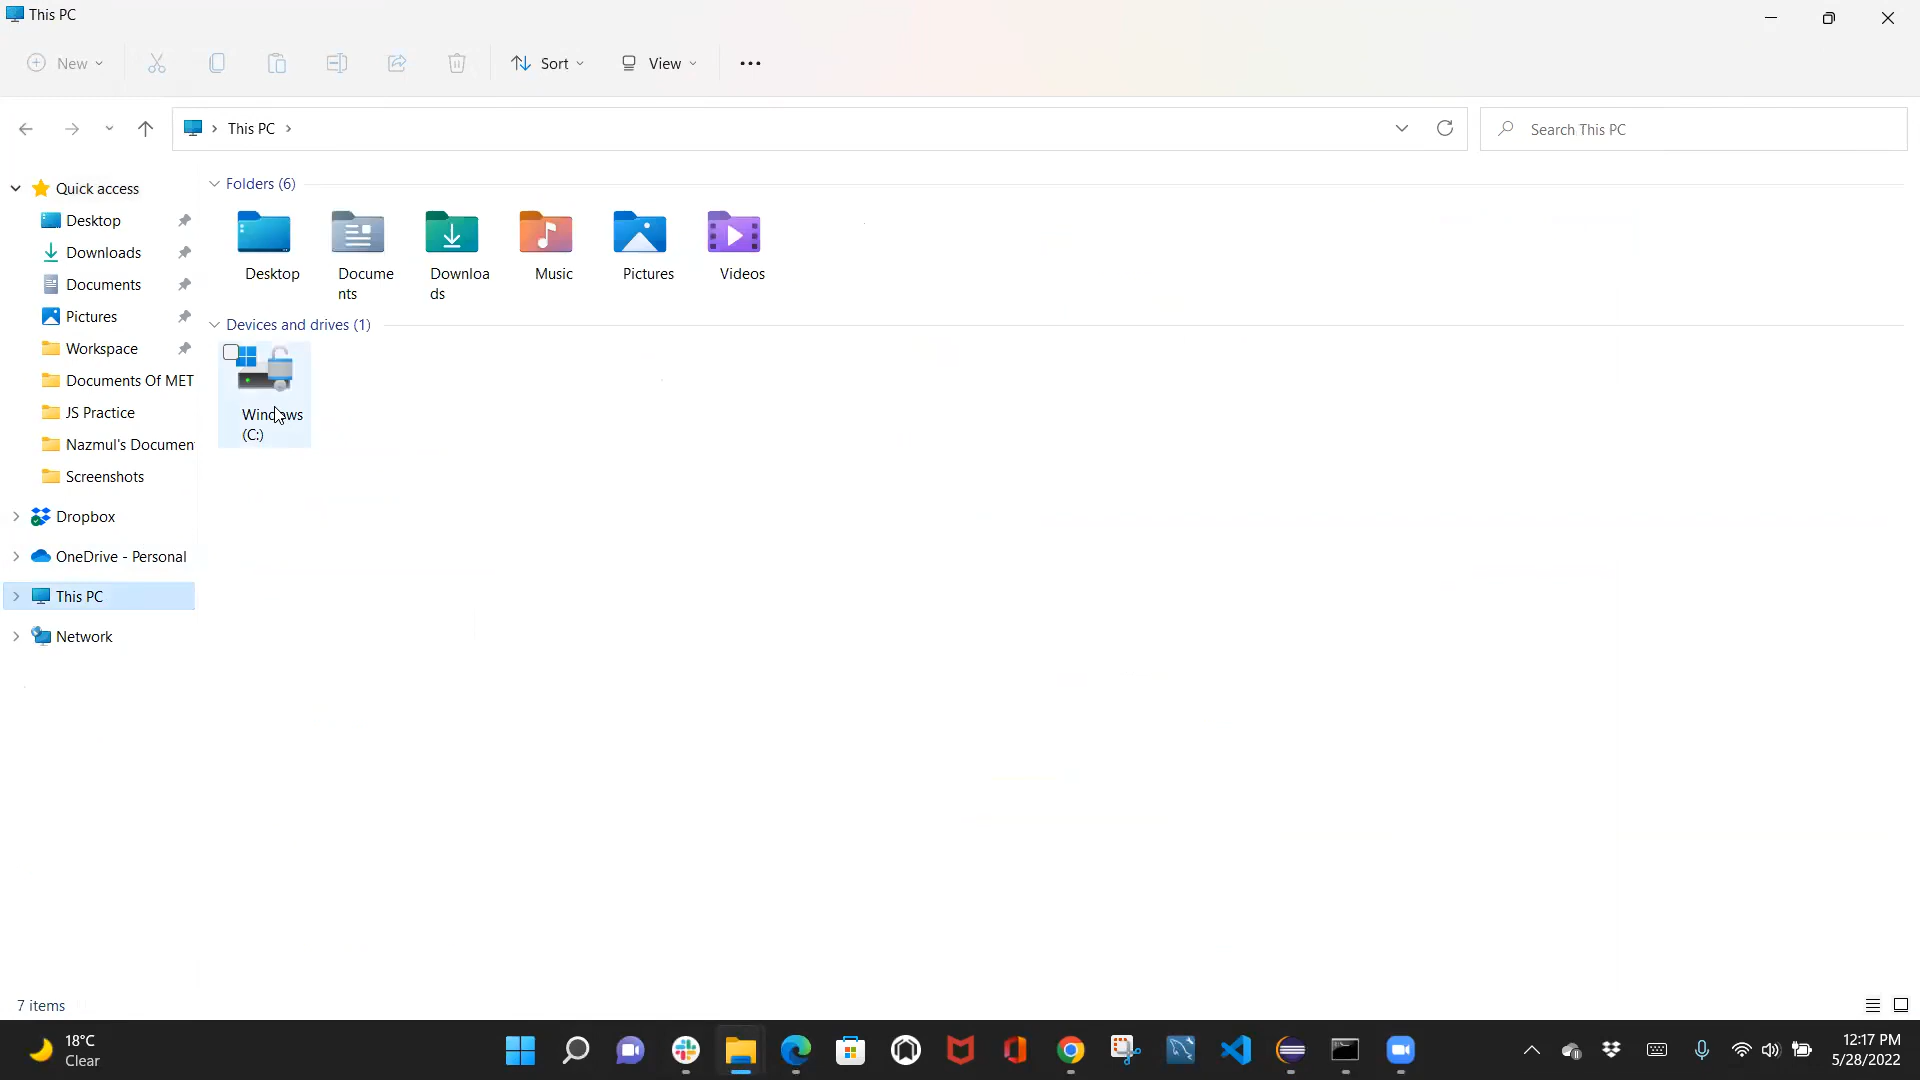 This PC
New
Sort
View
This PC
Search This PC
Quick access
Desktop
Downloads
Documents
Pictures
Workspace
Documents Of MET
JS Practice
Nazmul's Documen
Screenshots
Dropbox
OneDrive - Personal
This PC
Network
Folders (6)
Desktop
Docume
nts
Downloa
ds
Music
Pictures
Videos
Devices and drives (1)
Windows
(C:)
7 items
18°C
Clear
12:17 PM
5/28/2022